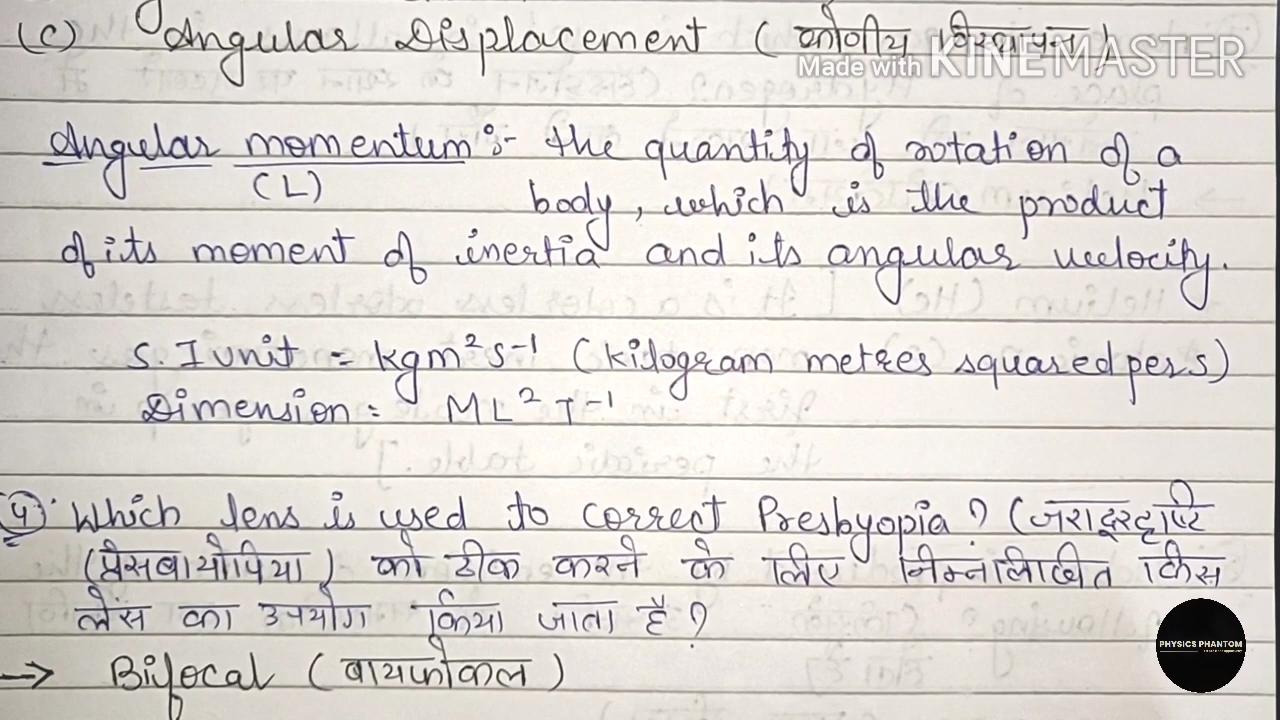 (C) Angular Displacement (कोणीय विस्थापन)
Made with KINEMASTER
Angular momentum :- the quantity of rotation of a
(L) body, which is the product
of its moment of inertia and its angular velocity.
S.I unit = kgm²s⁻¹ (kilogram metres squared per s)
Dimension = ML²T⁻¹
4) Which lens is used to correct Presbyopia ? (जरादूरदृष्टि
(प्रेसबायोपिया) को ठीक करने के लिए निम्नलिखित किस
लेंस का उपयोग किया जाता है ?
PHYSICS PHANTOM
→ Bifocal (बायफोकल)